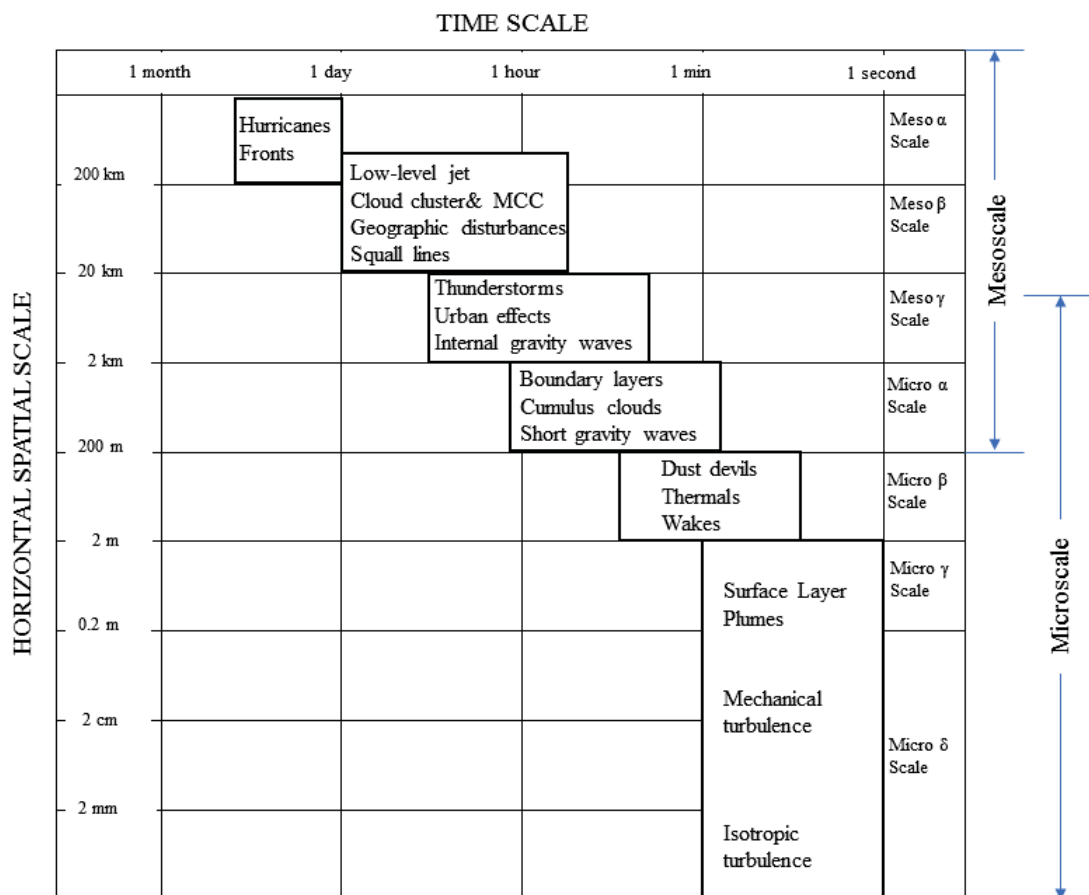 TIME SCALE
1 month
1 day
1 hour
1 min
1 second
Hurricanes
Fronts
Meso α
Scale
200 km
Low-level jet
Cloud cluster& MCC
Geographic disturbances
Squall lines
Meso β
Scale
20 km
Thunderstorms
Urban effects
Internal gravity waves
Meso γ
Scale
2 km
Boundary layers
Cumulus clouds
Short gravity waves
Micro α
Scale
200 m
Dust devils
Thermals
Wakes
Micro β
Scale
2 m
Surface Layer
Plumes
Micro γ
Scale
0.2 m
Mechanical
turbulence
2 cm
Micro δ
Scale
2 mm
Isotropic
turbulence
HORIZONTAL SPATIAL SCALE
Mesoscale
Microscale